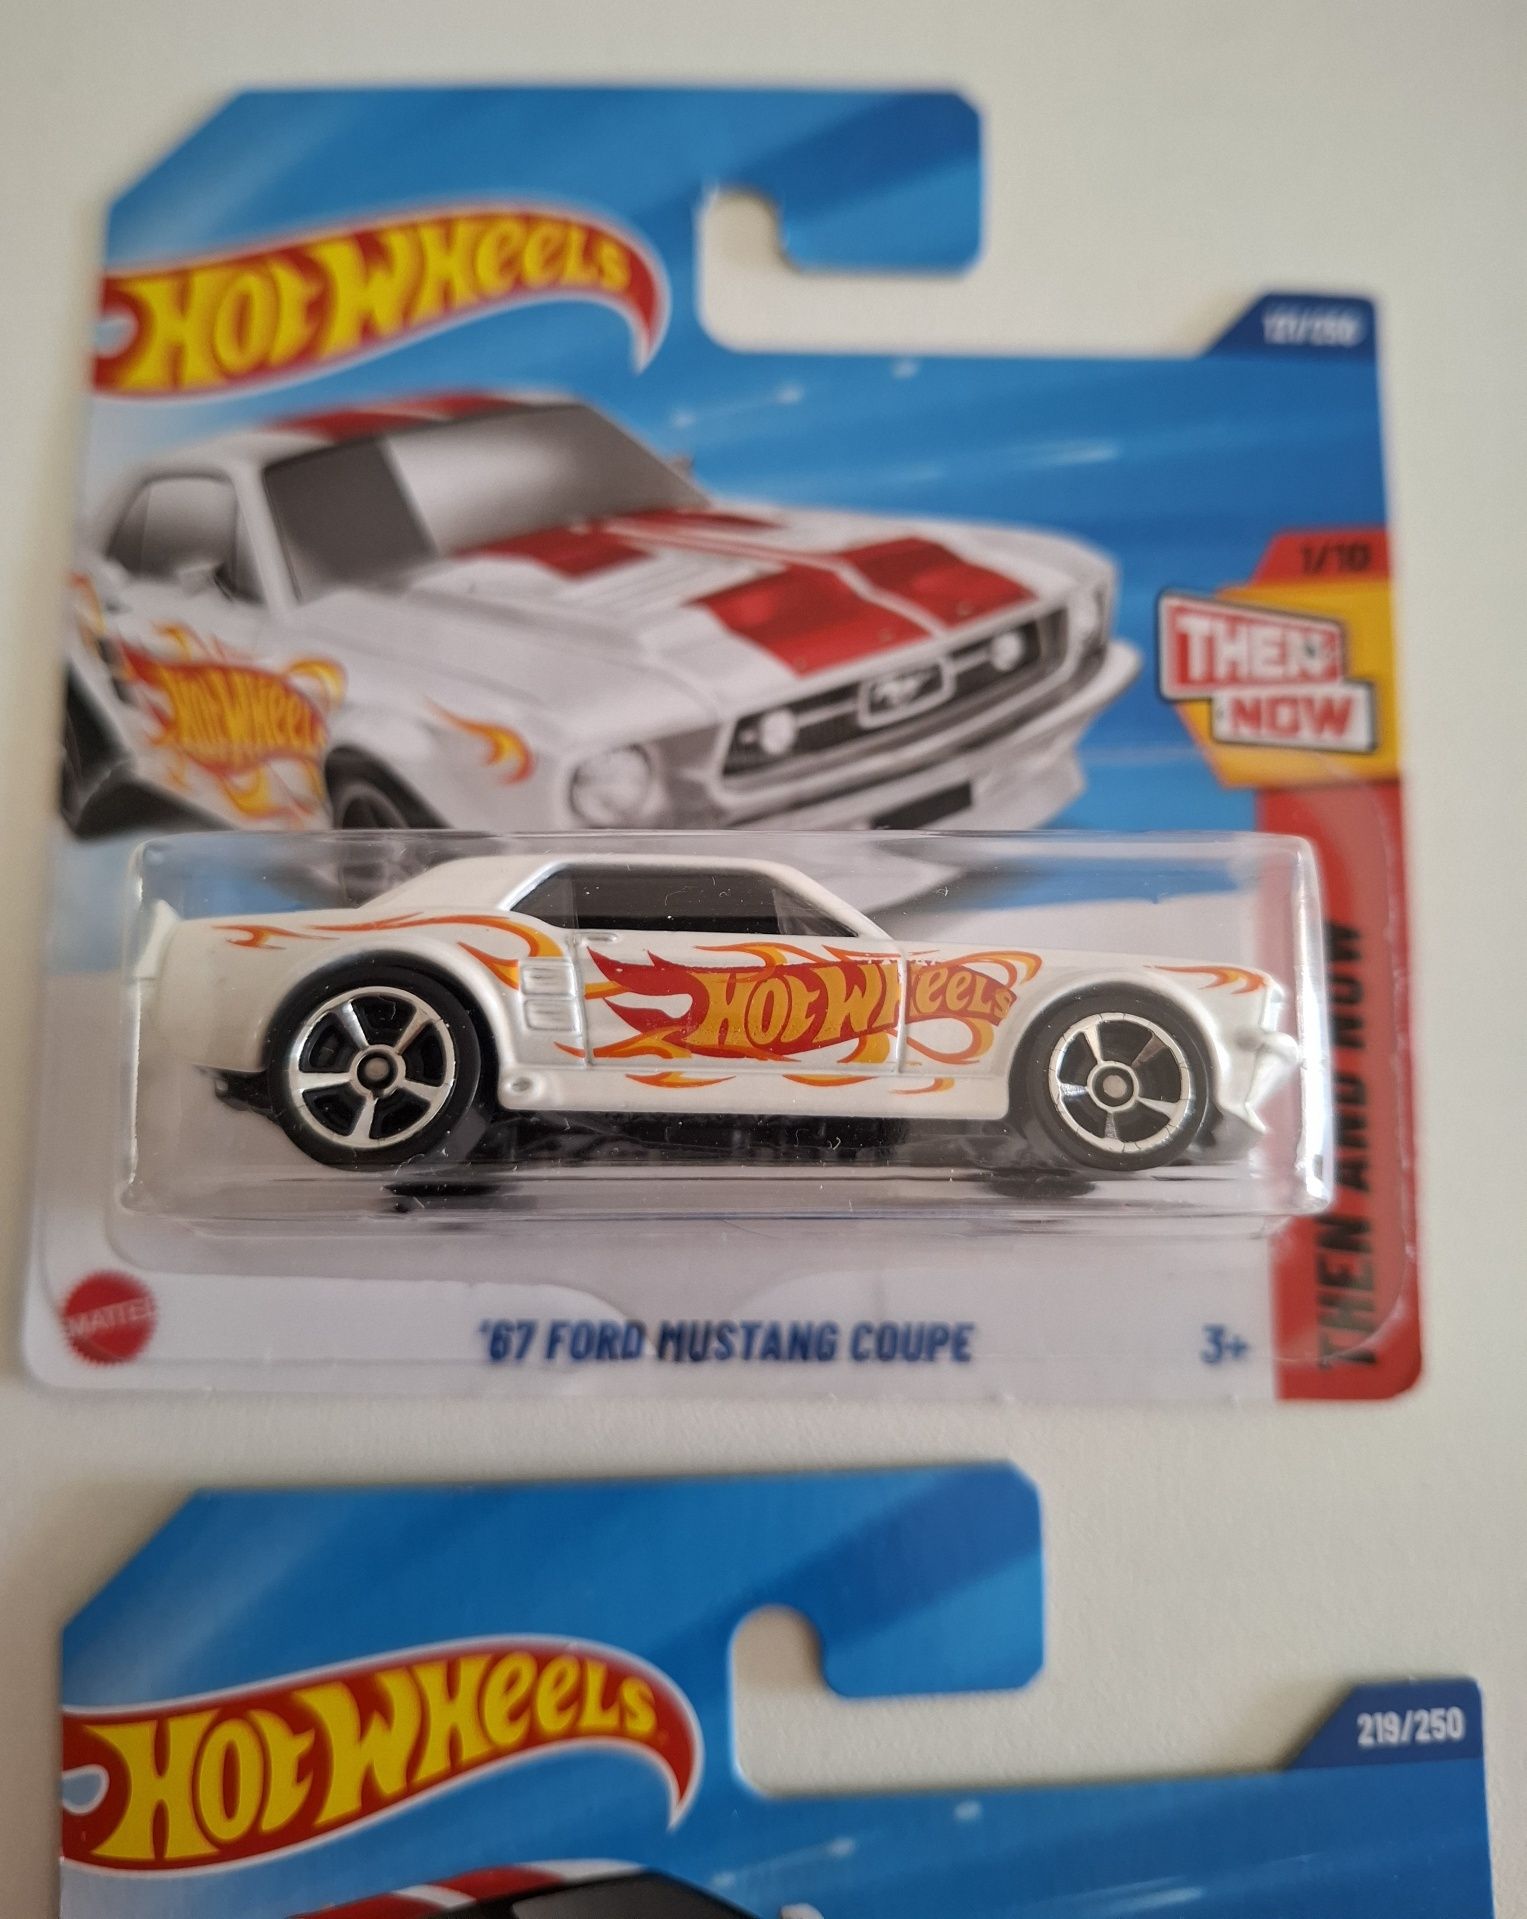 HOT WHEELS
121/250
1/10
THEN
NOW
HOT WHEELS
HOT WHEELS
THEN AND NOW
MATTEL
'67 FORD MUSTANG COUPE
3+
HOT WHEELS
219/250